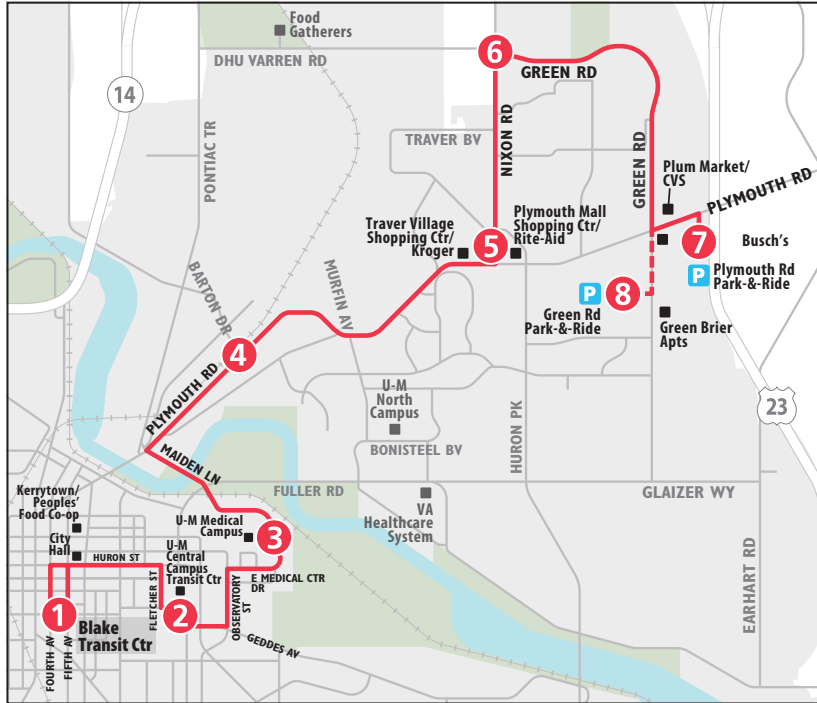 Food
Gatherers
DHU VARREN RD
6
GREEN RD
14
PONTIAC TR
TRAVER BV
NIXON RD
GREEN RD
Plum Market/
CVS
PLYMOUTH RD
Traver Village
Shopping Ctr/
Kroger
5
Plymouth Mall
Shopping Ctr/
Rite-Aid
7
Busch's
P
Plymouth Rd
Park-&-Ride
P
8
Green Rd
Park-&-Ride
Green Brier
Apts
BARTON DR
MURFIN AV
4
PLYMOUTH RD
U-M
North
Campus
HURON PK
23
BONISTEEL BV
MAIDEN LN
FULLER RD
GLAIZER WY
VA
Healthcare
System
Kerrytown/
Peoples'
Food Co-op
U-M Medical
Campus
3
City
Hall
U-M
Central
Campus
Transit Ctr
HURON ST
E MEDICAL CTR
DR
FLETCHER ST
OBSERVATORY
ST
EARHART RD
1
2
Blake
Transit Ctr
GEDDES AV
FOURTH AV
FIFTH AV